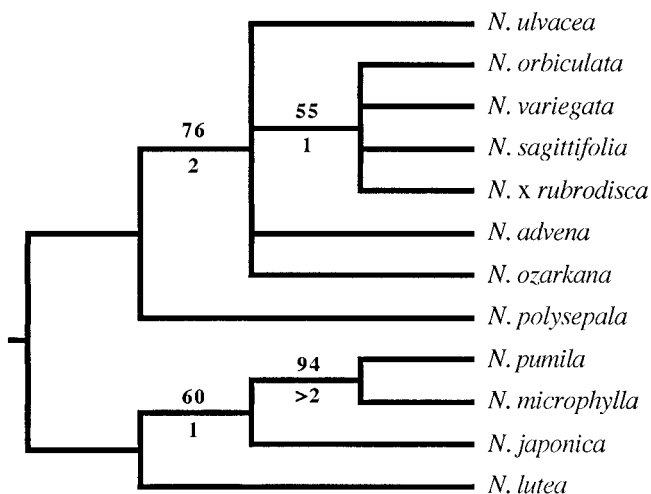 N. ulvacea
N. orbiculata
55
N. variegata
76
1
N. sagittifolia
2
N. x rubrodisca
N. advena
N. ozarkana
N. polysepala
94
N. pumila
60
>2
N. microphylla
1
N. japonica
N. lutea